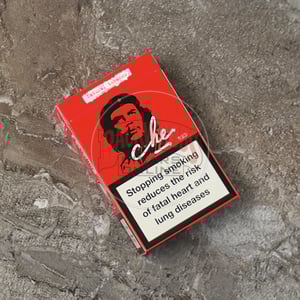 che
Stopping smoking
reduces the risk
of fatal heart and
lung diseases